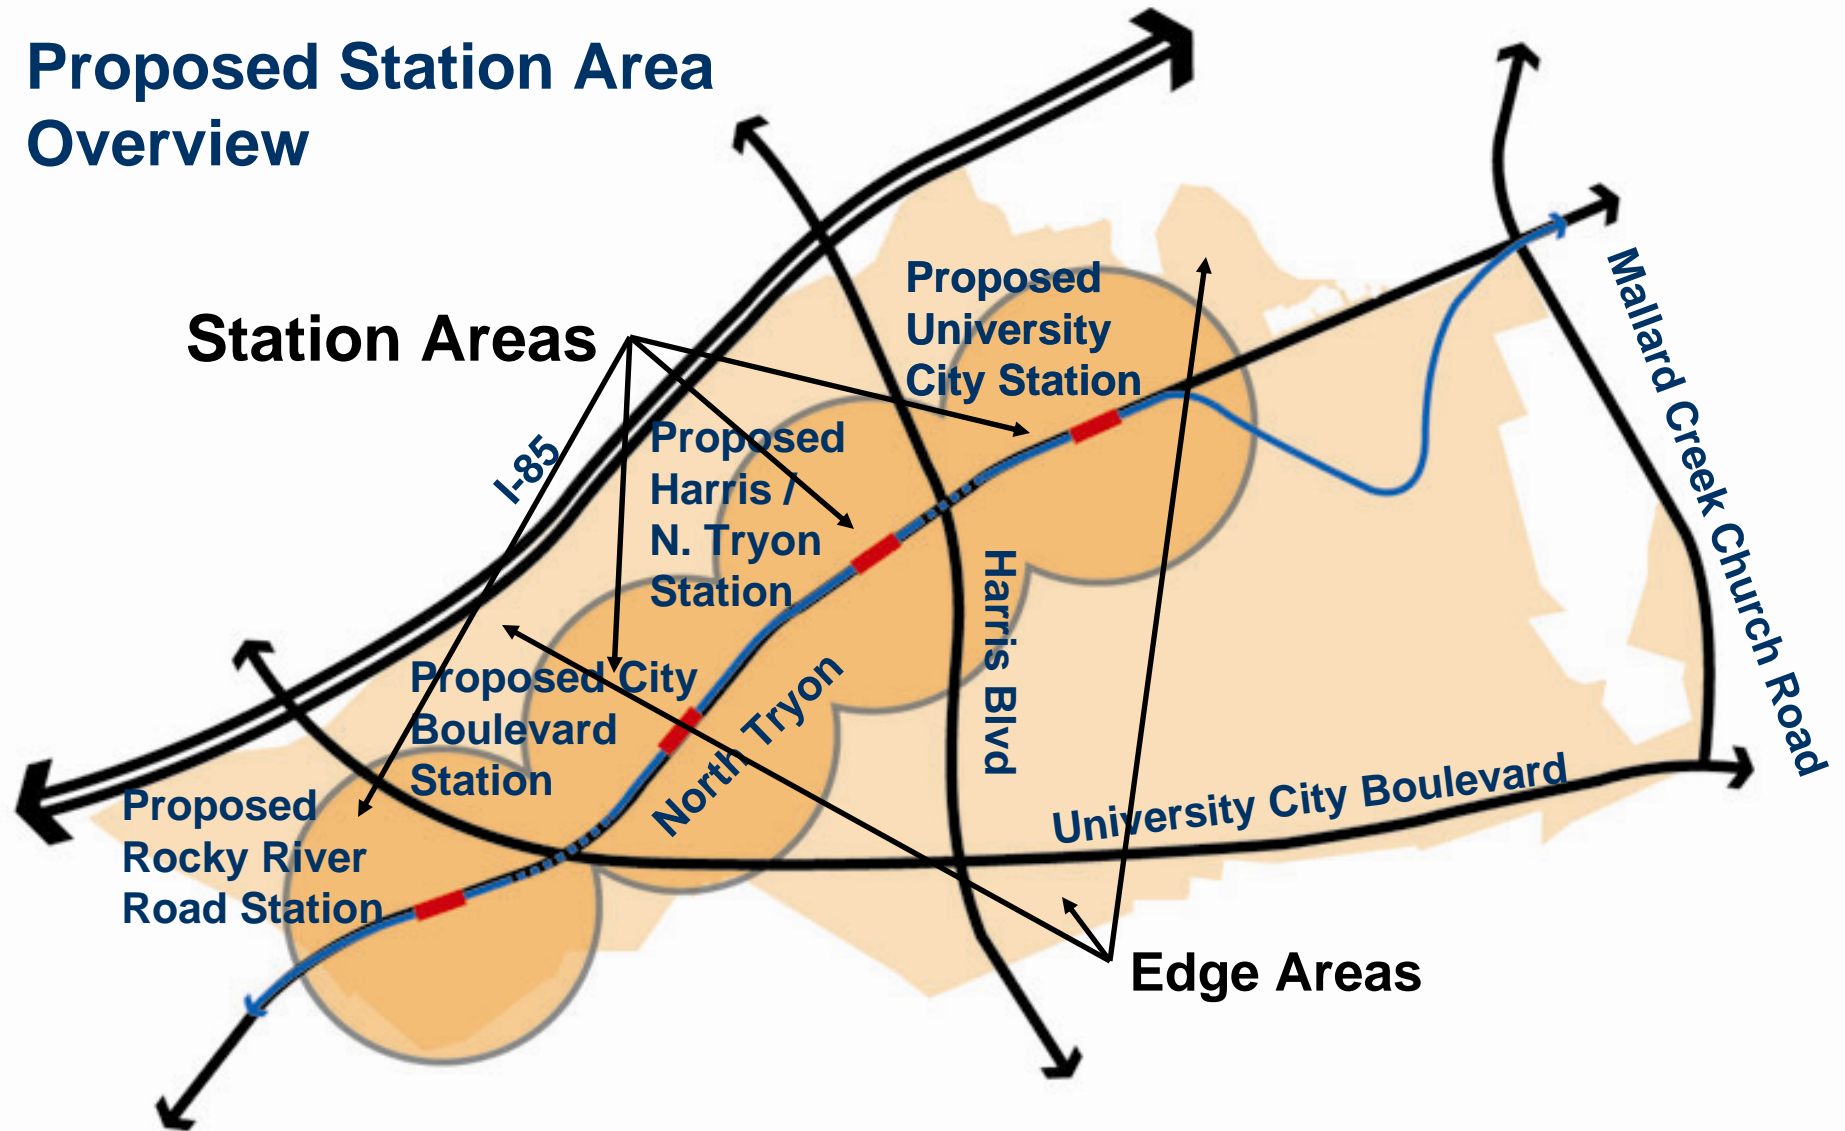 Proposed Station Area
Overview
Station Areas
I-85
Proposed
University
City Station
Proposed
Harris /
N. Tryon
Station
Proposed City
Boulevard
Station
Proposed
Rocky River
Road Station
North Tryon
Harris Blvd
University City Boulevard
Mallard Creek Church Road
Edge Areas